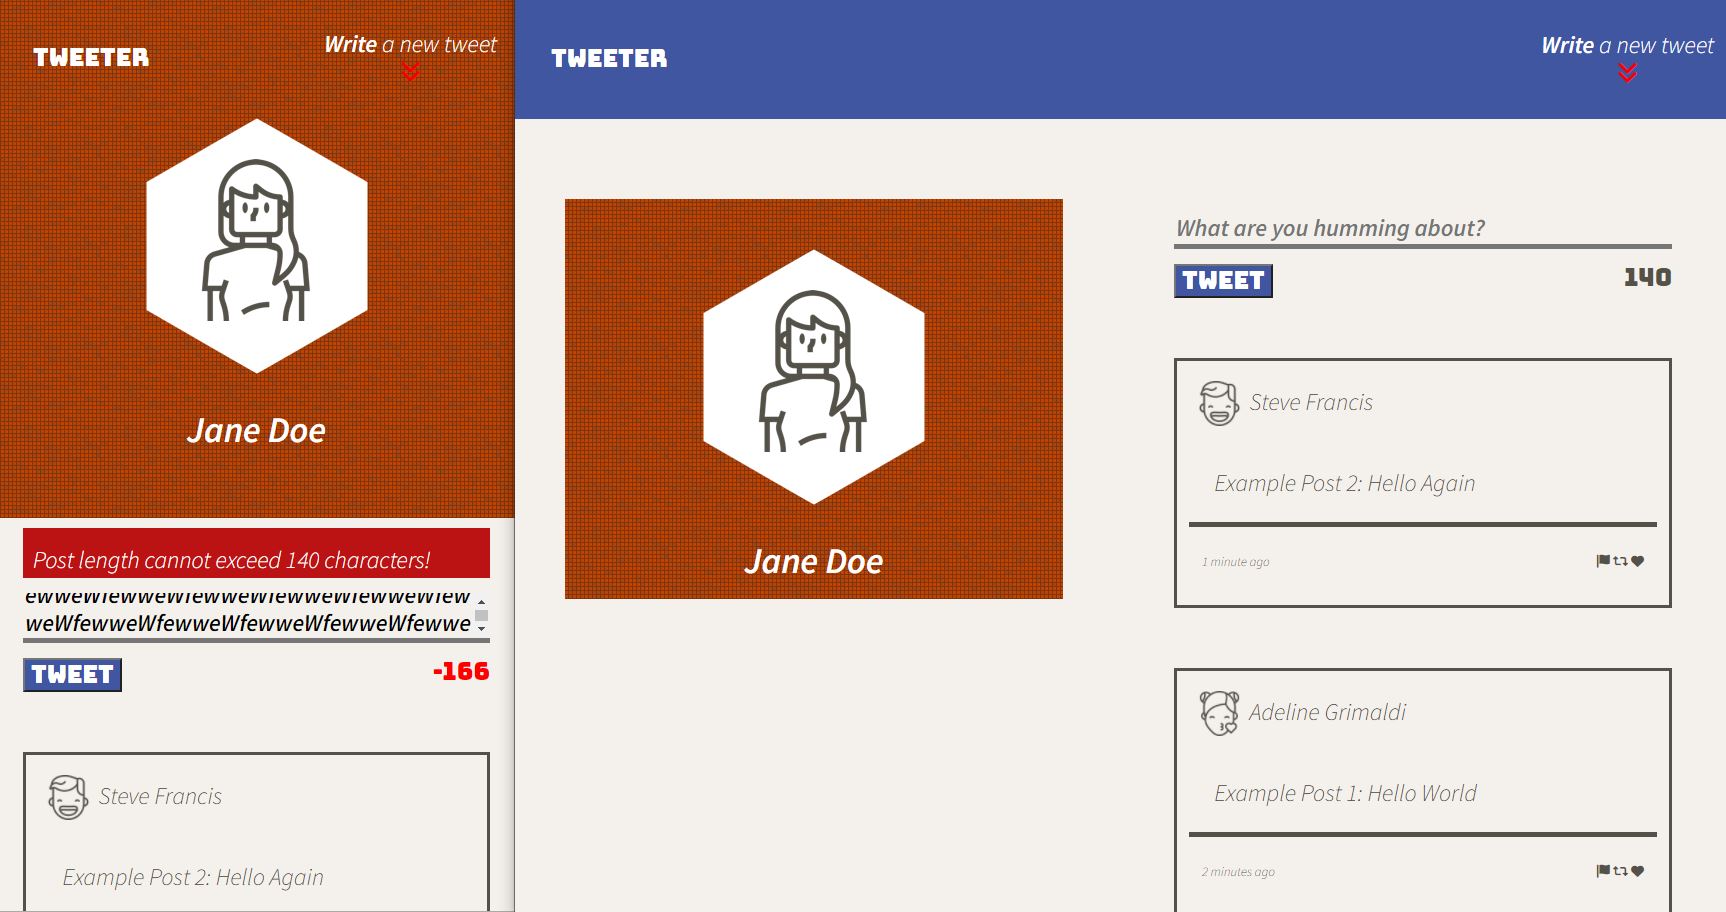 TWEETER
Write a new tweet
Jane Doe
Post length cannot exceed 140 characters!
weWfewweWfewweWfewweWfewweWfewwe
TWEET
-166
Steve Francis
Example Post 2: Hello Again
TWEETER
Write a new tweet
Jane Doe
What are you humming about?
TWEET
140
Steve Francis
Example Post 2: Hello Again
1 minute ago
Adeline Grimaldi
Example Post 1: Hello World
2 minutes ago